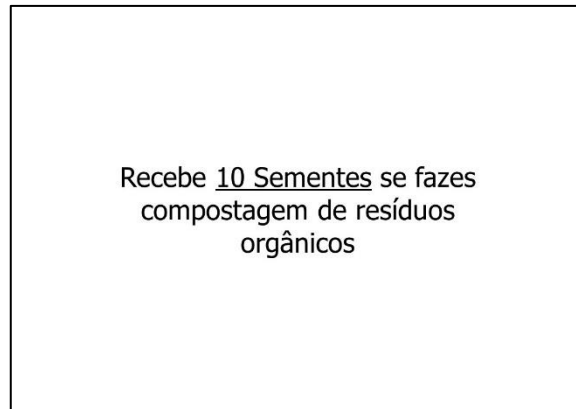 Recebe 10 Sementes se fazes
compostagem de resíduos
orgânicos